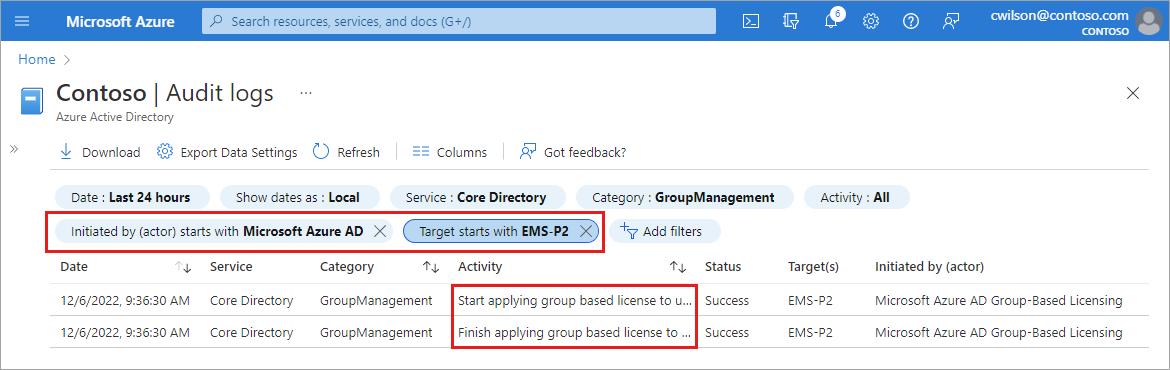 Microsoft Azure
Search resources, services, and docs (G+/)
6
cwilson@contoso.com
CONTOSO
Home
Contoso | Audit logs
Azure Active Directory
Download
Export Data Settings
Refresh
Columns
Got feedback?
Date : Last 24 hours
Show dates as : Local
Service : Core Directory
Category : GroupManagement
Activity : All
Initiated by (actor) starts with Microsoft Azure AD
Target starts with EMS-P2
Add filters
Date Service Category Activity Status Target(s) Initiated by (actor)
12/6/2022, 9:36:30 AM Core Directory GroupManagement Start applying group based license to u... Success EMS-P2 Microsoft Azure AD Group-Based Licensing
12/6/2022, 9:36:30 AM Core Directory GroupManagement Finish applying group based license to ... Success EMS-P2 Microsoft Azure AD Group-Based Licensing